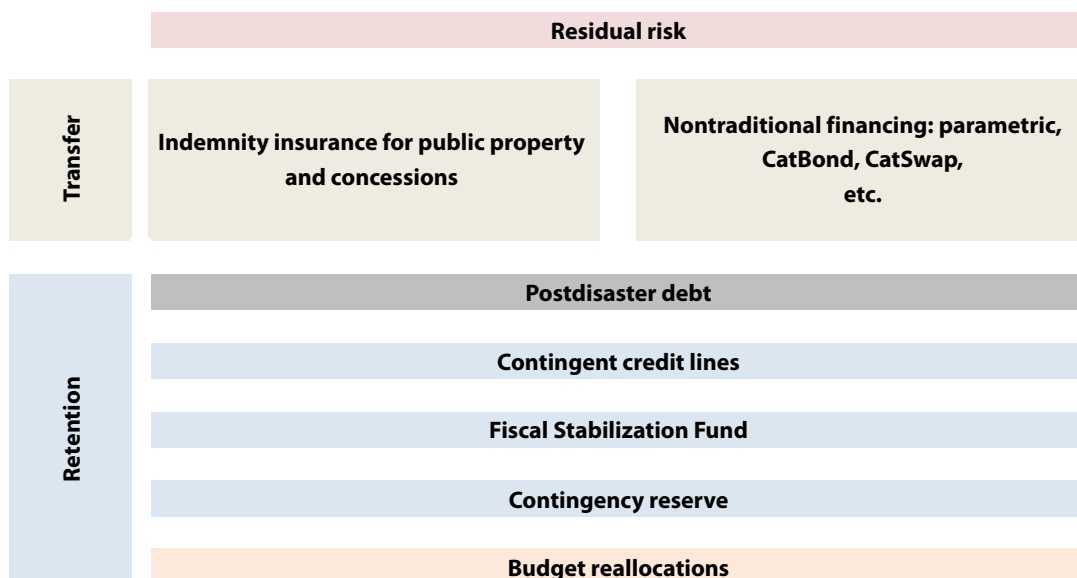 Residual risk
Transfer
Indemnity insurance for public property
and concessions
Nontraditional financing: parametric,
CatBond, CatSwap,
etc.
Retention
Postdisaster debt
Contingent credit lines
Fiscal Stabilization Fund
Contingency reserve
Budget reallocations